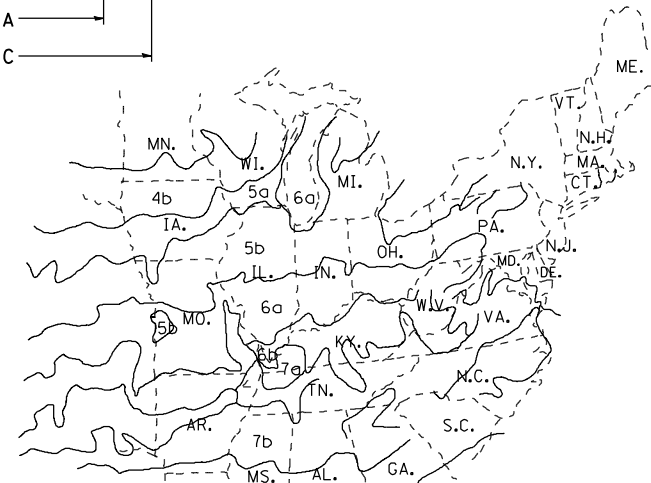 A
C
ME.
VT.
MN.
N.H.
WI.
N.Y.
MA.
MI.
CT.
4b
5a
6a
IA.
PA.
5b
OH.
N.J.
IL.
IN.
MD.
DE.
6a
W.V.
5b
MO.
VA.
KY.
6b
7a
N.C.
TN.
AR.
S.C.
7b
MS.
AL.
GA.